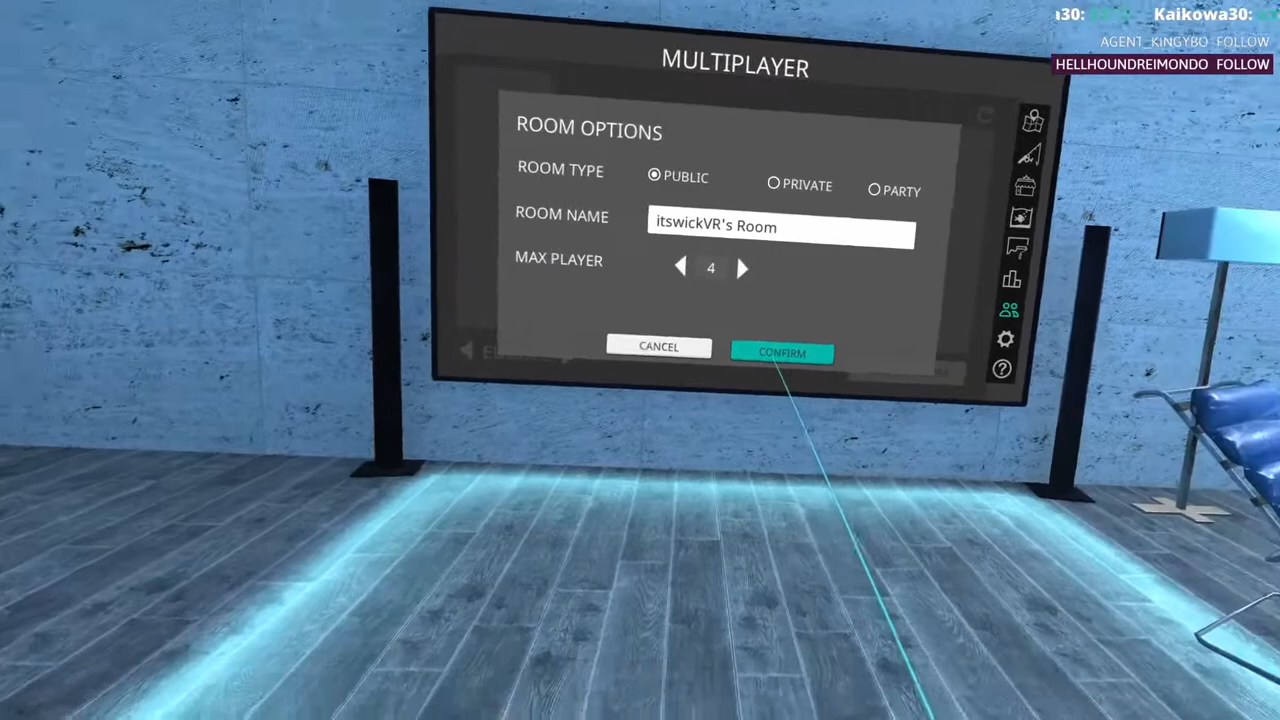 Kaikowa30:
AGENT_KINGYBO FOLLOW
HELLHOUNDREIMONDO FOLLOW
MULTIPLAYER
ROOM OPTIONS
ROOM TYPE PUBLIC PRIVATE PARTY
ROOM NAME itswickVR's Room
MAX PLAYER 4
CANCEL CONFIRM